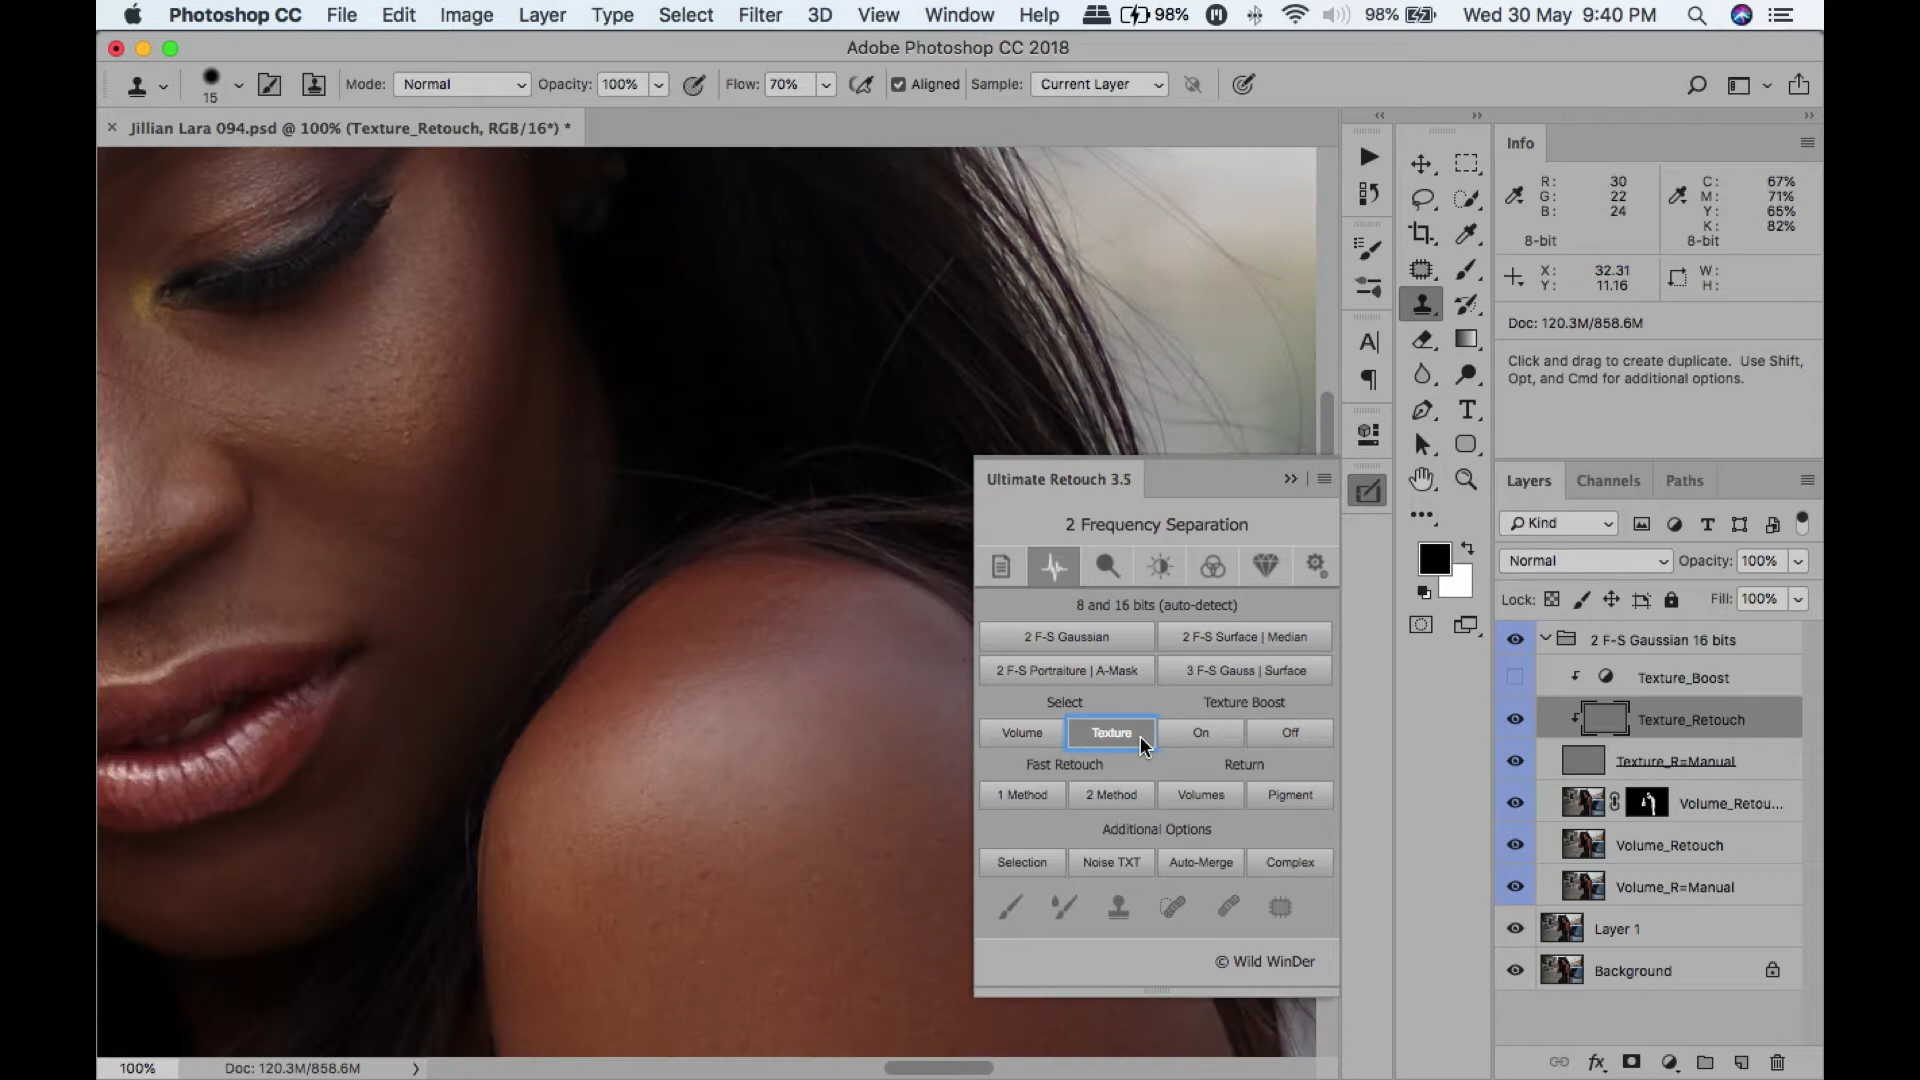 Photoshop CC File Edit Image Layer Type Select Filter 3D View Window Help 98% 98% Wed 30 May 9:40 PM
Adobe Photoshop CC 2018
15 Mode: Normal Opacity: 100% Flow: 70% Aligned Sample: Current Layer
Jillian Lara 094.psd @ 100% (Texture_Retouch, RGB/16*) *
Info
R: 30 C: 67%
G: 22 M: 71%
B: 24 Y: 65%
K: 82%
8-bit 8-bit
X: 32.31 W:
Y: 11.16 H:
Doc: 120.3M/858.6M
Click and drag to create duplicate. Use Shift,
Opt, and Cmd for additional options.
Ultimate Retouch 3.5
2 Frequency Separation
8 and 16 bits (auto-detect)
2 F-S Gaussian 2 F-S Surface | Median
2 F-S Portraiture | A-Mask 3 F-S Gauss | Surface
Select Texture Boost
Volume Texture On Off
Fast Retouch Return
1 Method 2 Method Volumes Pigment
Additional Options
Selection Noise TXT Auto-Merge Complex
© Wild WinDer
Layers Channels Paths
Kind
Normal Opacity: 100%
Lock: Fill: 100%
2 F-S Gaussian 16 bits
Texture_Boost
Texture_Retouch
Texture_R=Manual
Volume_Retou...
Volume_Retouch
Volume_R=Manual
Layer 1
Background
fx
100% Doc: 120.3M/858.6M